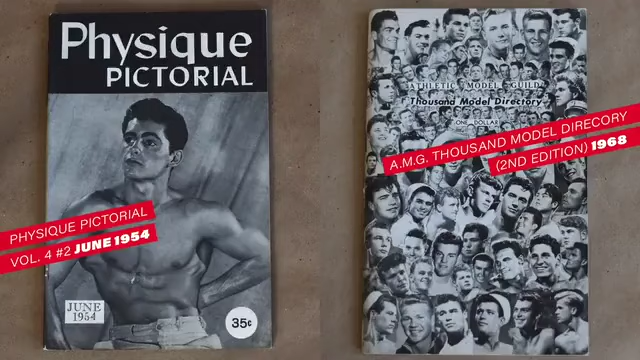 Physique
PICTORIAL
PHYSIQUE PICTORIAL
VOL. 4 #2 JUNE 1954
JUNE
1954
35¢
ATHLETIC MODEL GUILD
Thousand Model Directory
ONE DOLLAR
A.M.G. THOUSAND MODEL DIRECORY
(2ND EDITION) 1968